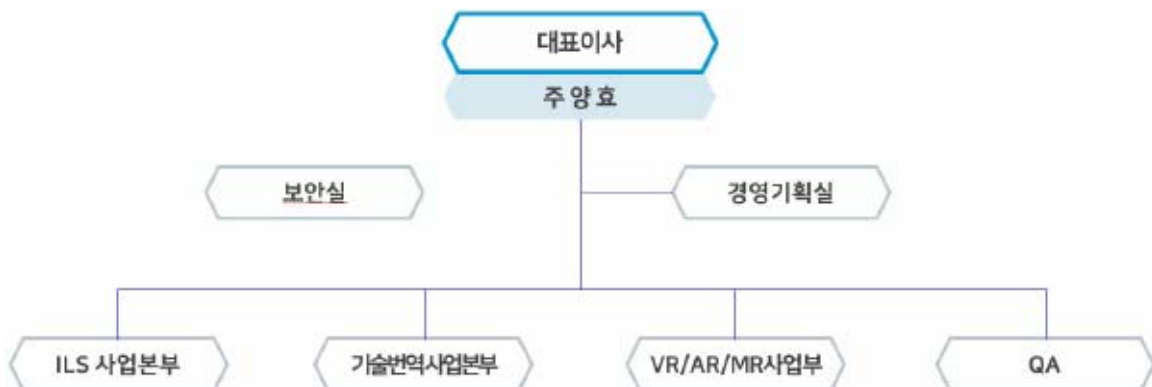 대표이사
주양효
보안실
경영기획실
ILS 사업본부
기술번역사업본부
VR/AR/MR사업부
QA